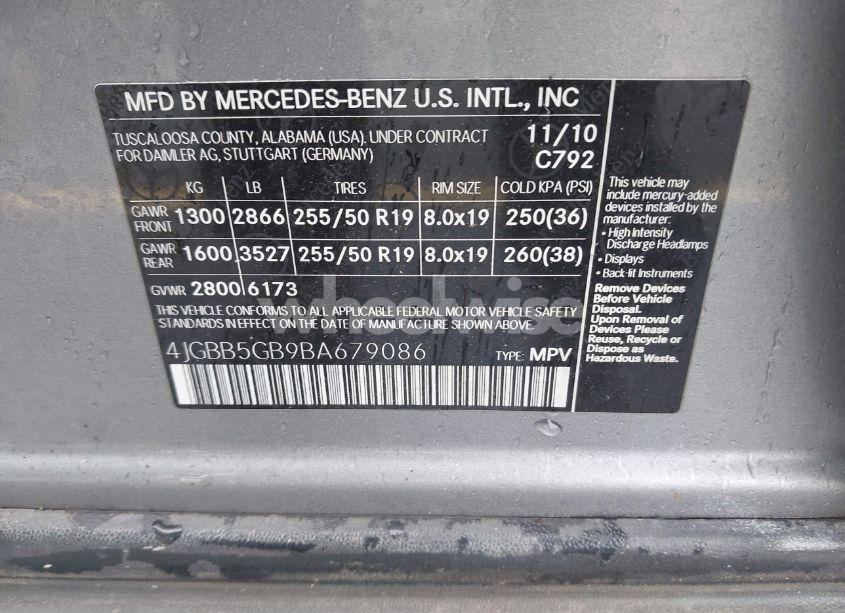 MFD BY MERCEDES-BENZ U.S. INTL., INC
TUSCALOOSA COUNTY, ALABAMA (USA). UNDER CONTRACT 11/10
FOR DAIMLER AG, STUTTGART (GERMANY) C792
KG LB TIRES RIM SIZE COLD KPA (PSI)
GAWR FRONT 1300 2866 255/50 R19 8.0x19 250(36)
GAWR REAR 1600 3527 255/50 R19 8.0x19 260(38)
GVWR 2800 6173
THIS VEHICLE CONFORMS TO ALL APPLICABLE FEDERAL MOTOR VEHICLE SAFETY
STANDARDS IN EFFECT ON THE DATE OF MANUFACTURE SHOWN ABOVE.
4JGBB5GB9BA679086 TYPE: MPV
This vehicle may
include mercury-added
devices installed by the
manufacturer:
• High Intensity
Discharge Headlamps
• Displays
• Back-lit Instruments
Remove Devices
Before Vehicle
Disposal.
Upon Removal of
Devices Please
Reuse, Recycle or
Dispose as
Hazardous Waste.